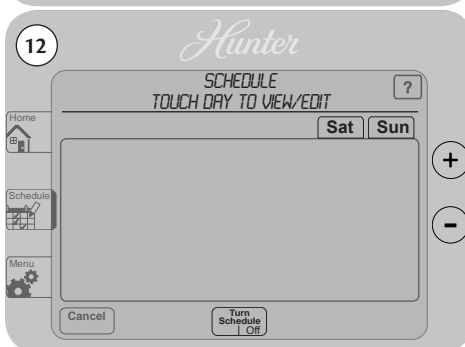 12
Hunter
SCHEDULE
?
TOUCH DAY TO VIEW/EDIT
Home
Sat Sun
+
Schedule
-
Menu
Cancel
Turn
Schedule
| Off